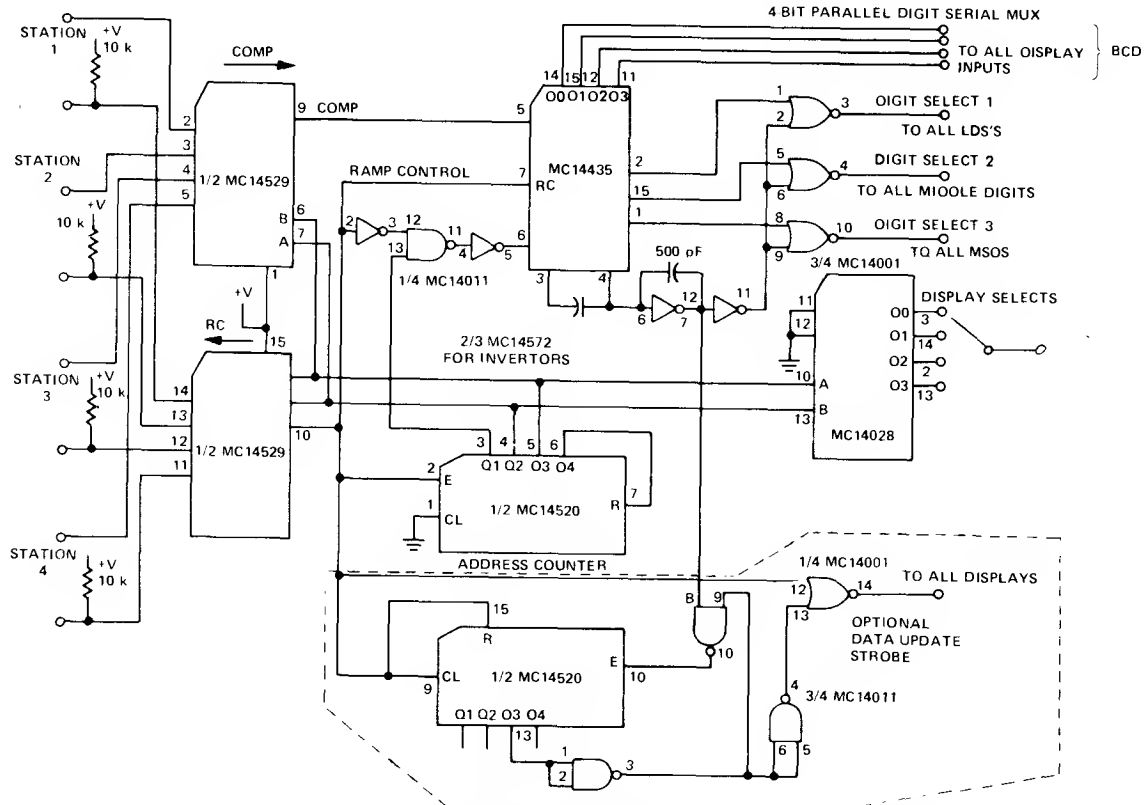 4-BIT PARALLEL DIGIT SERIAL MUX
TO ALL OISPLAY
INPUTS
BCD
STATION
1
+V
10 k
COMP
9 COMP
2
3
4
5
1/2 MC14529
6
B
7
A
1
14 15 12 11
O0 O1 O2 O3
5
MC14435
7
RC
2
15
1
6
3
4
1
2
3
OIGIT SELECT 1
TO ALL LDS'S
5
6
4
DIGIT SELECT 2
TO ALL MIOOLE DIGITS
8
9
10
OIGIT SELECT 3
TQ ALL MSOS
3/4 MC14001
STATION
2
+V
10 k
RAMP CONTROL
2
3
12
13
11
4
5
1/4 MC14011
500 pF
6
12
7
11
+V
RC
15
2/3 MC14572
FOR INVERTORS
11
12
10
A
13
B
MC14028
O0
O1
O2
O3
3
14
2
13
DISPLAY SELECTS
STATION
3
+V
10 k
14
13
12
11
1/2 MC14529
10
3 4 5 6
Q1 Q2 O3 O4
2
E
1
CL
1/2 MC14520
R
7
ADDRESS COUNTER
STATION
4
+V
10 k
15
R
9
CL
1/2 MC14520
E
10
Q1 Q2 O3 O4
13
B
9
10
1
2
3
1/4 MC14001
12
13
14
TO ALL DISPLAYS
OPTIONAL
DATA UPDATE
STROBE
4
3/4 MC14011
6
5